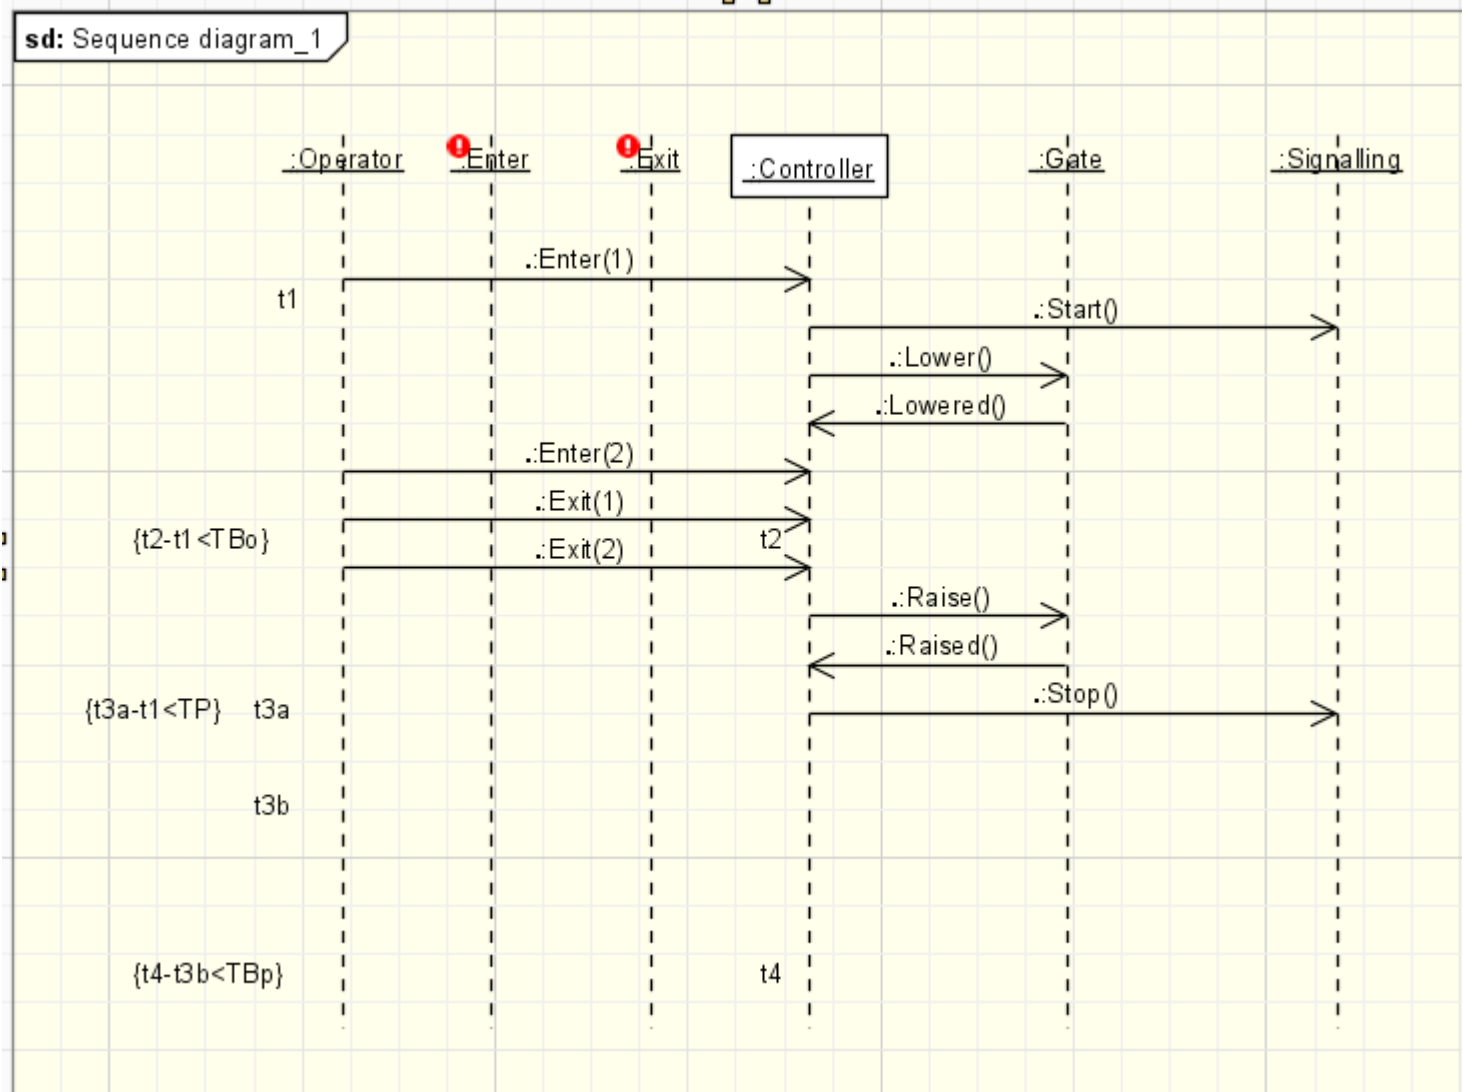 sd: Sequence diagram_1
:Operator :Enter :Exit :Controller :Gate :Signalling
.:Enter(1)
t1
.:Start()
.:Lower()
.:Lowered()
.:Enter(2)
.:Exit(1)
{t2-t1<TBo} t2
.:Exit(2)
.:Raise()
.:Raised()
.:Stop()
{t3a-t1<TP} t3a
t3b
{t4-t3b<TBp} t4